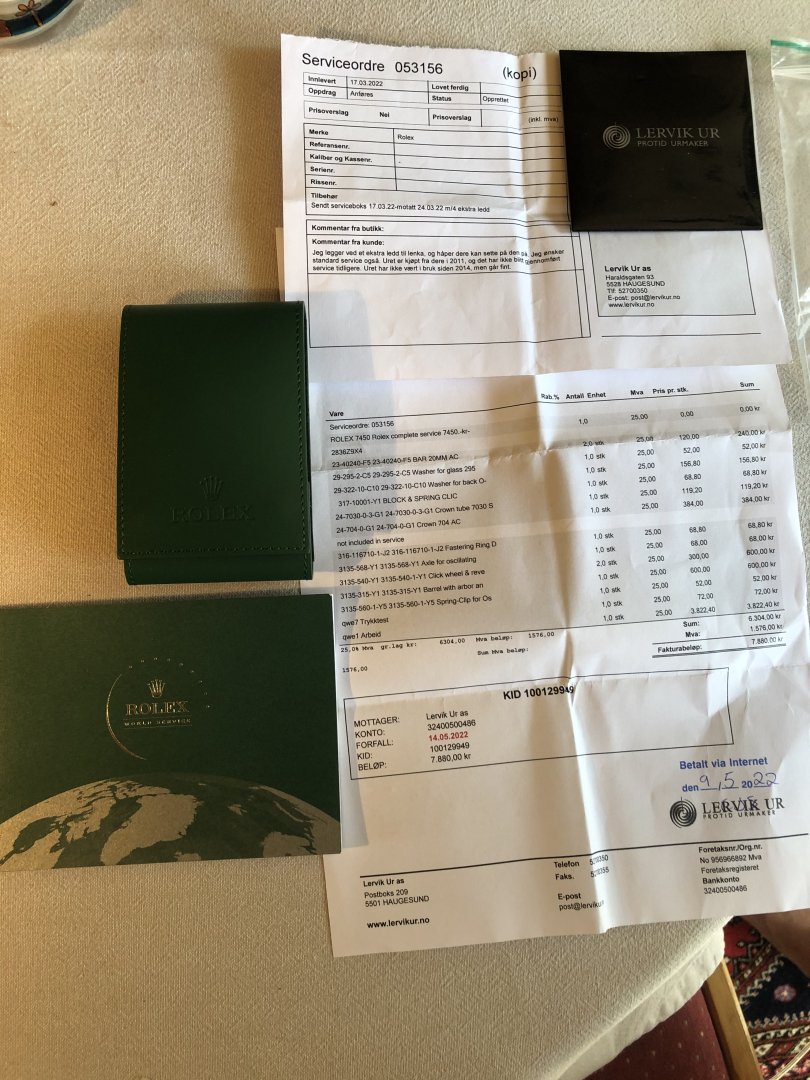 Serviceordre 053156 (kopi)
Innlevert 17.03.2022 Lovet ferdig
Oppdrag Anføres Status Opprettet
Prisoverslag Nei Prisoverslag (inkl. mva)
Merke Rolex
Referansenr.
Kaliber og Kassenr. -
Serienr.
Rissenr.
Tilbehør
Sendt serviceboks 17.03.22-motatt 24.03.22 m/4 ekstra ledd
Kommentar fra butikk:
Kommentar fra kunde:
Jeg legger ved et ekstra ledd til lenka, og håper dere kan sette på den på. Jeg ønsker
standard service også. Uret er kjøpt fra dere i 2011, og det har ikke blitt gjennomført
service tidligere. Uret har ikke vært i bruk siden 2014, men går fint.
LERVIK UR
PROTID URMAKER
Lervik Ur as
Haraldsgaten 93
5528 HAUGESUND
Tlf: 52700350
E-post: post@lervikur.no
www.lervikur.no
ROLEX
ROLEX
WORLD SERVICE
Vare Rab.% Antall Enhet Mva Pris pr. stk. Sum
Serviceordre: 053156
ROLEX 7450 Rolex complete service 7450.-kr- 1,0 25,00 0,00 0,00 kr
2836Z9X4
23-40240-F5 23-40240-F5 BAR 20MM AC 2,0 stk 25,00 120,00 240,00 kr
29-295-2-C5 29-295-2-C5 Washer for glass 295 1,0 stk 25,00 52,00 52,00 kr
29-322-10-C10 29-322-10-C10 Washer for back O- 1,0 stk 25,00 156,80 156,80 kr
317-10001-Y1 BLOCK & SPRING CLIC 1,0 stk 25,00 68,80 68,80 kr
24-7030-0-3-G1 24-7030-0-3-G1 Crown tube 7030 S 1,0 stk 25,00 119,20 119,20 kr
24-704-0-G1 24-704-0-G1 Crown 704 AC 1,0 stk 25,00 384,00 384,00 kr
not included in service
316-116710-1-J2 316-116710-1-J2 Fastering Ring D 1,0 stk 25,00 68,80 68,80 kr
3135-568-Y1 3135-568-Y1 Axle for oscillating 1,0 stk 25,00 68,00 68,00 kr
3135-540-Y1 3135-540-1-Y1 Click wheel & reve 2,0 stk 25,00 300,00 600,00 kr
3135-315-Y1 3135-315-Y1 Barrel with arbor an 1,0 stk 25,00 600,00 600,00 kr
3135-560-1-Y5 3135-560-1-Y5 Spring-Clip for Os 1,0 stk 25,00 52,00 52,00 kr
qwe7 Trykktest 1,0 stk 25,00 72,00 72,00 kr
qwe1 Arbeid 1,0 stk 25,00 3.822,40 3.822,40 kr
25,0% Mva gr.lag kr: 6304,00 Mva beløp: 1576,00 Sum: 6.304,00 kr
Sum Mva beløp: Mva: 1.576,00 kr
1576,00 Fakturabeløp: 7.880,00 kr
KID 100129949
MOTTAGER: Lervik Ur as
KONTO: 32400500486
FORFALL: 14.05.2022
KID: 100129949
BELØP: 7.880,00 kr
Betalt via Internet
den 9,5 2022
LERVIK UR
PROTID URMAKER
Lervik Ur as
Postboks 209
5501 HAUGESUND
www.lervikur.no
Telefon
Faks.
E-post
post@lervikur
Foretaksnr./Org.nr.
No 956966892 Mva
Foretaksregisteret
Bankkonto
32400500486